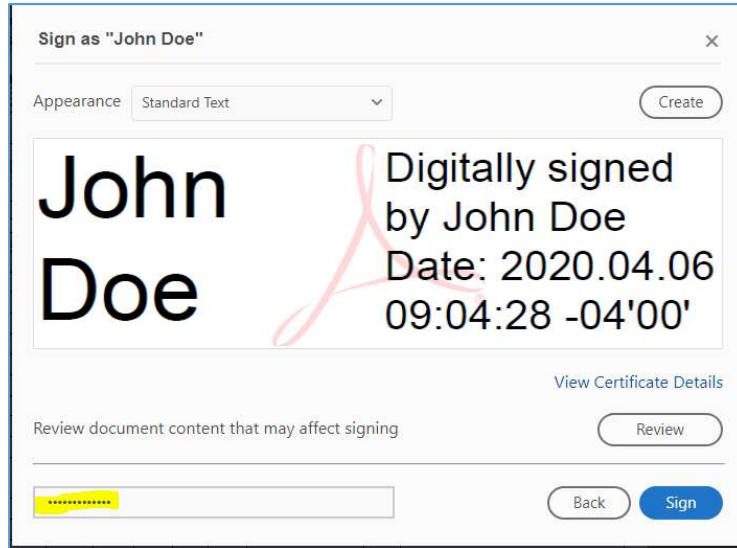 Sign as "John Doe"
Appearance Standard Text Create
John
Doe
Digitally signed
by John Doe
Date: 2020.04.06
09:04:28 -04'00'
View Certificate Details
Review document content that may affect signing Review
•••••••••••••
Back Sign